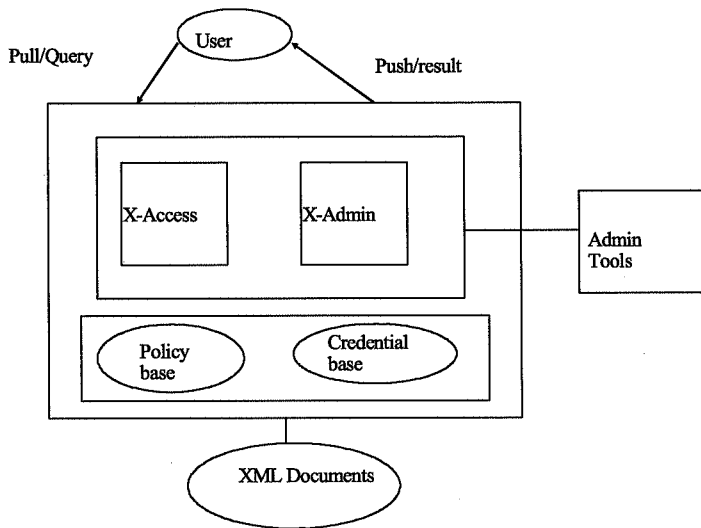 User
Pull/Query
Push/result
X-Access
X-Admin
Admin
Tools
Policy
base
Credential
base
XML Documents